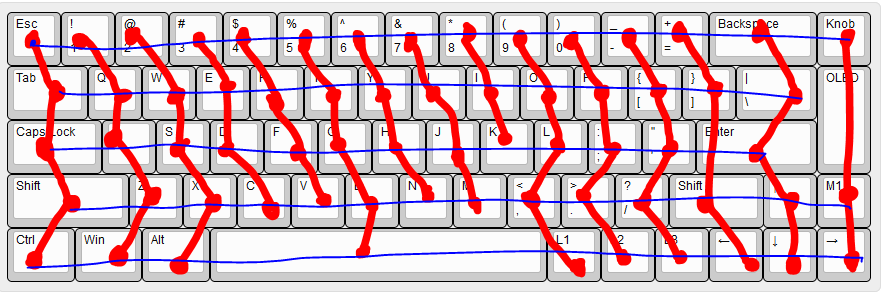 Esc ! @ # $ % ^ & * ( ) _ + Backspace Knob
1 2 3 4 5 6 7 8 9 0 - =
Tab Q W E R Y I O P { } | OLED
[ ] \
Caps Lock S D F G H J K L : " Enter
;
Shift Z X C V N M < > ? Shift M1
, . /
Ctrl Win Alt L1 L2 L3 ← ↓ →